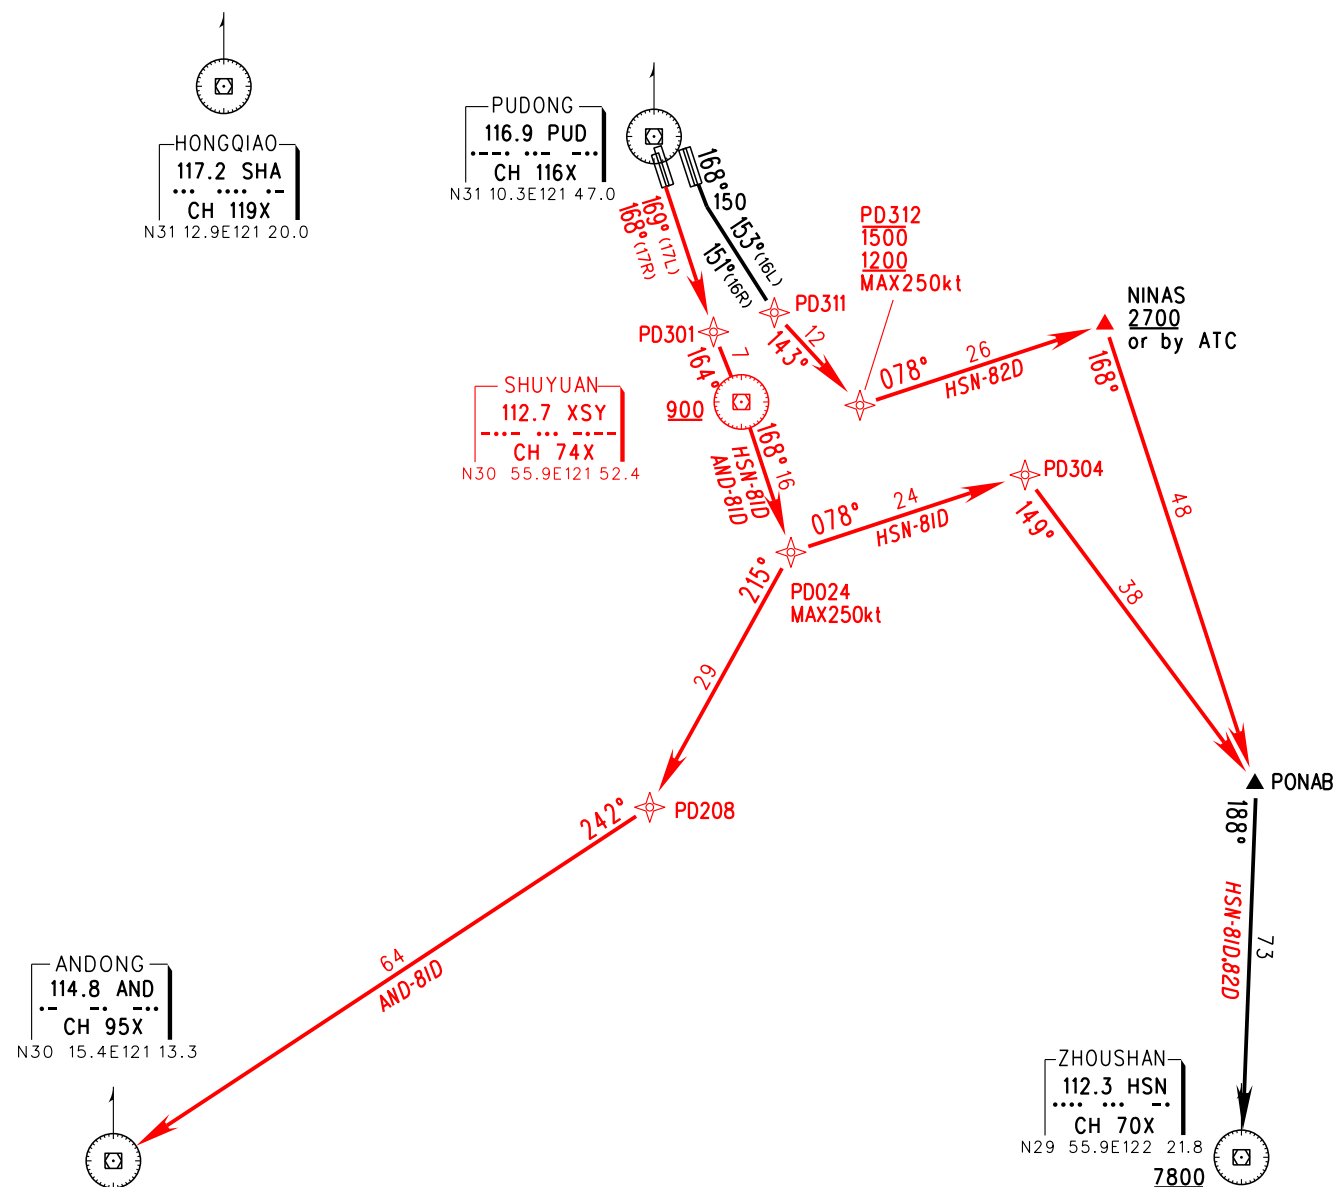 HONGQIAO
117.2 SHA
CH 119X
N31 12.9E121 20.0
PUDONG
116.9 PUD
CH 116X
N31 10.3E121 47.0
168°
150
169° (17L)
168° (17R)
153° (16L)
151° (16R)
PD312
1500
1200
MAX250kt
PD311
12
143°
PD301
7
164°
NINAS
2700
or by ATC
078°
26
HSN-82D
168°
SHUYUAN
112.7 XSY
CH 74X
N30 55.9E121 52.4
900
168°
16
HSN-81D
AND-81D
PD304
078°
24
HSN-81D
149°
48
38
215°
PD024
MAX250kt
29
PONAB
188°
242°
PD208
HSN-81D,82D
73
64
AND-81D
ANDONG
114.8 AND
CH 95X
N30 15.4E121 13.3
ZHOUSHAN
112.3 HSN
CH 70X
N29 55.9E122 21.8
7800